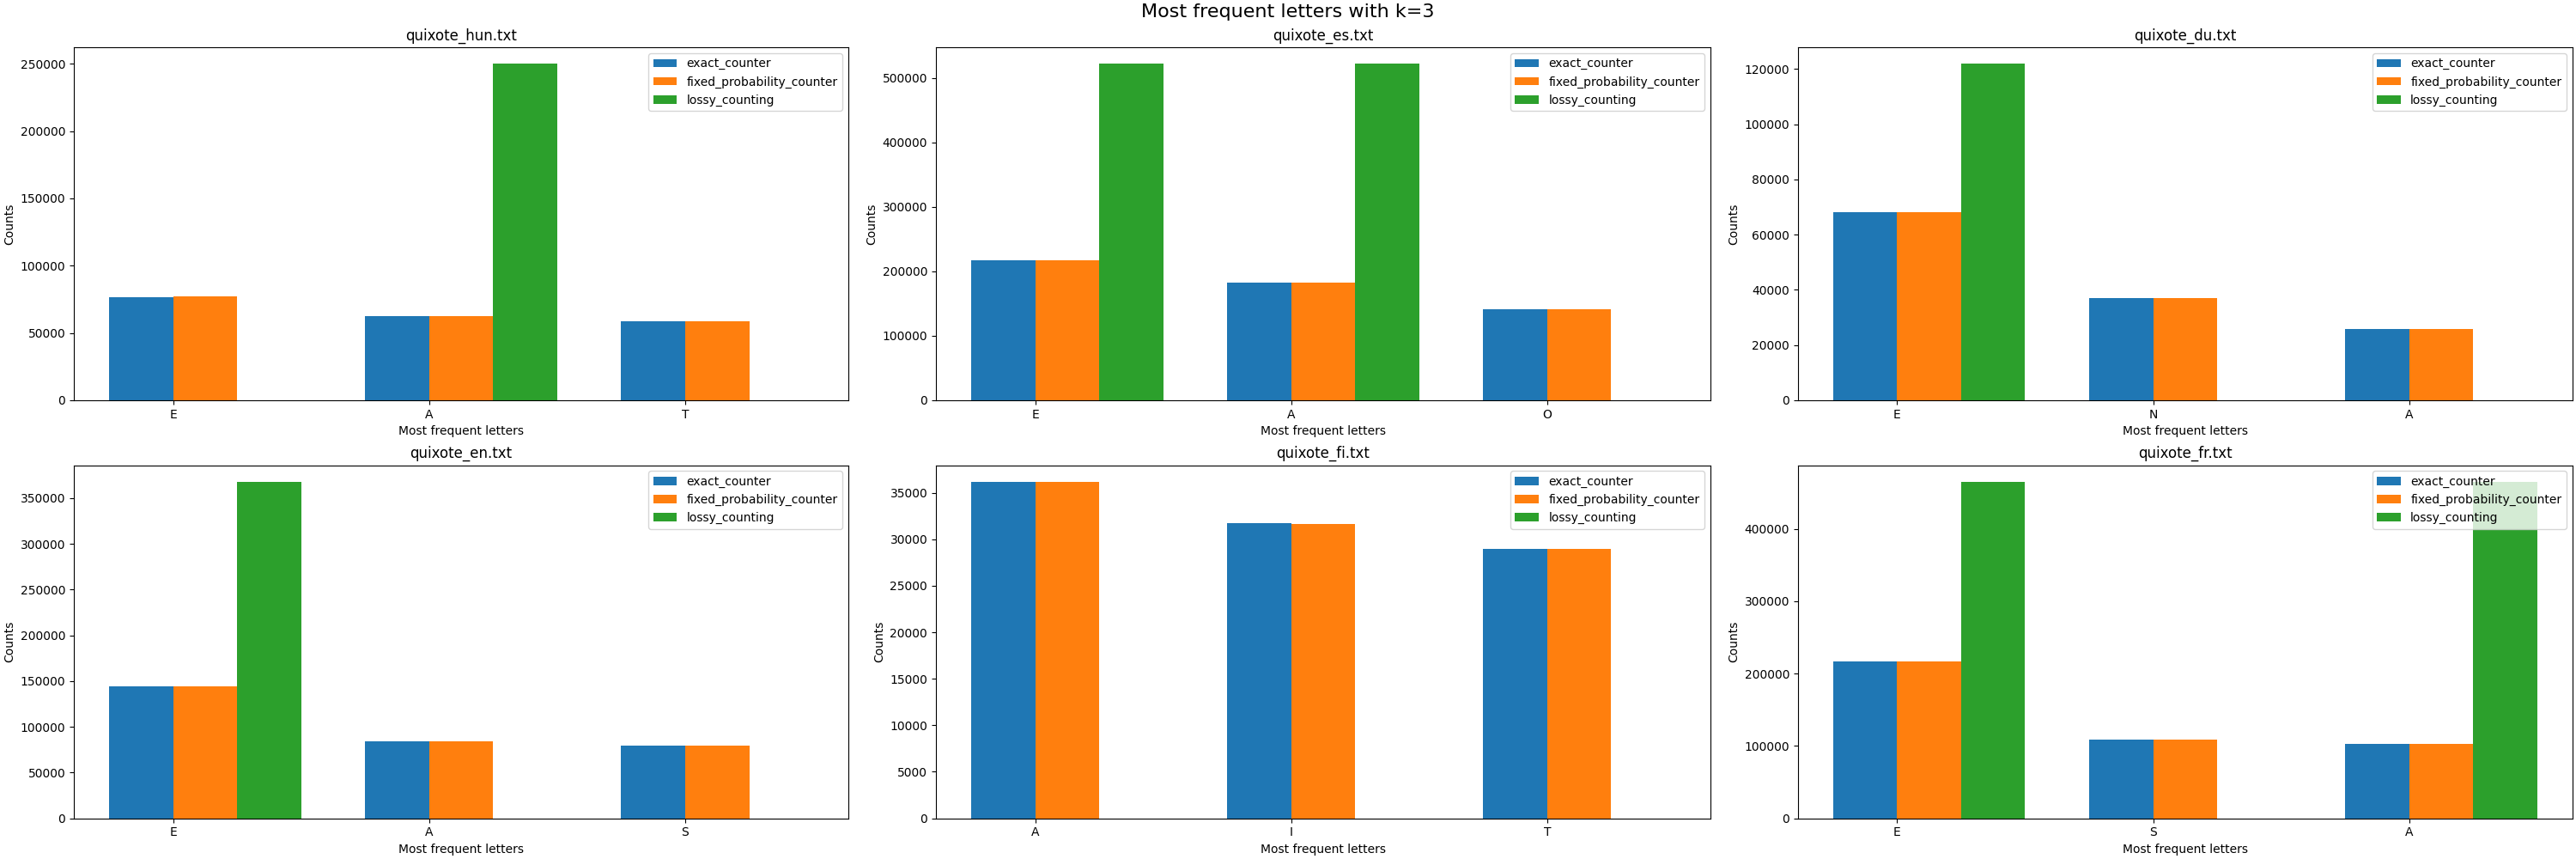 Most frequent letters with k=3
quixote_hun.txt
250000
200000
150000
100000
50000
0
Counts
E A T
Most frequent letters
exact_counter
fixed_probability_counter
lossy_counting
quixote_es.txt
500000
400000
300000
200000
100000
0
Counts
E A O
Most frequent letters
exact_counter
fixed_probability_counter
lossy_counting
quixote_du.txt
120000
100000
80000
60000
40000
20000
0
Counts
E N A
Most frequent letters
exact_counter
fixed_probability_counter
lossy_counting
quixote_en.txt
350000
300000
250000
200000
150000
100000
50000
0
Counts
E A S
Most frequent letters
exact_counter
fixed_probability_counter
lossy_counting
quixote_fi.txt
35000
30000
25000
20000
15000
10000
5000
0
Counts
A I T
Most frequent letters
exact_counter
fixed_probability_counter
lossy_counting
quixote_fr.txt
400000
300000
200000
100000
0
Counts
E S A
Most frequent letters
exact_counter
fixed_probability_counter
lossy_counting